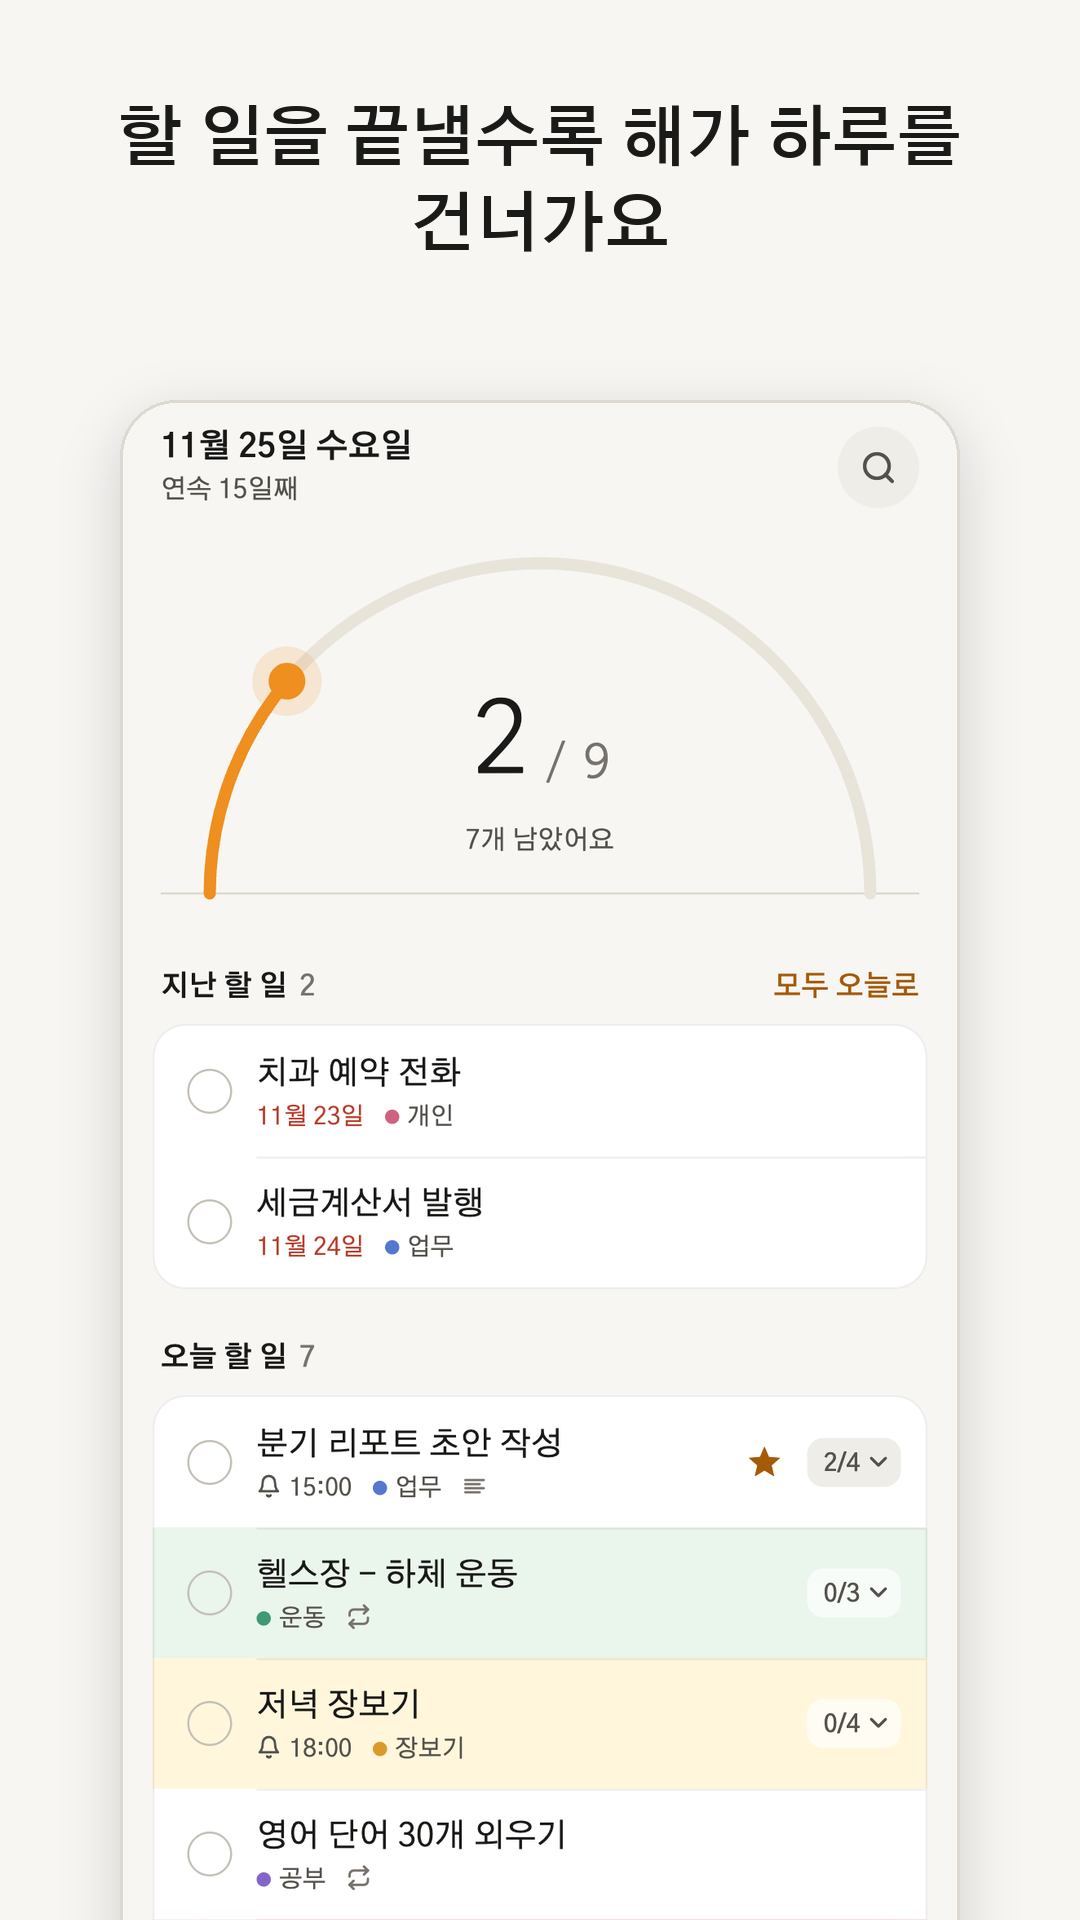 할 일을 끝낼수록 해가 하루를
건너가요
11월 25일 수요일
연속 15일째
2 / 9
7개 남았어요
지난 할 일 2
모두 오늘로
치과 예약 전화
11월 23일 개인
세금계산서 발행
11월 24일 업무
오늘 할 일 7
분기 리포트 초안 작성
2/4
15:00 업무
헬스장 – 하체 운동
0/3
운동
저녁 장보기
0/4
18:00 장보기
영어 단어 30개 외우기
공부